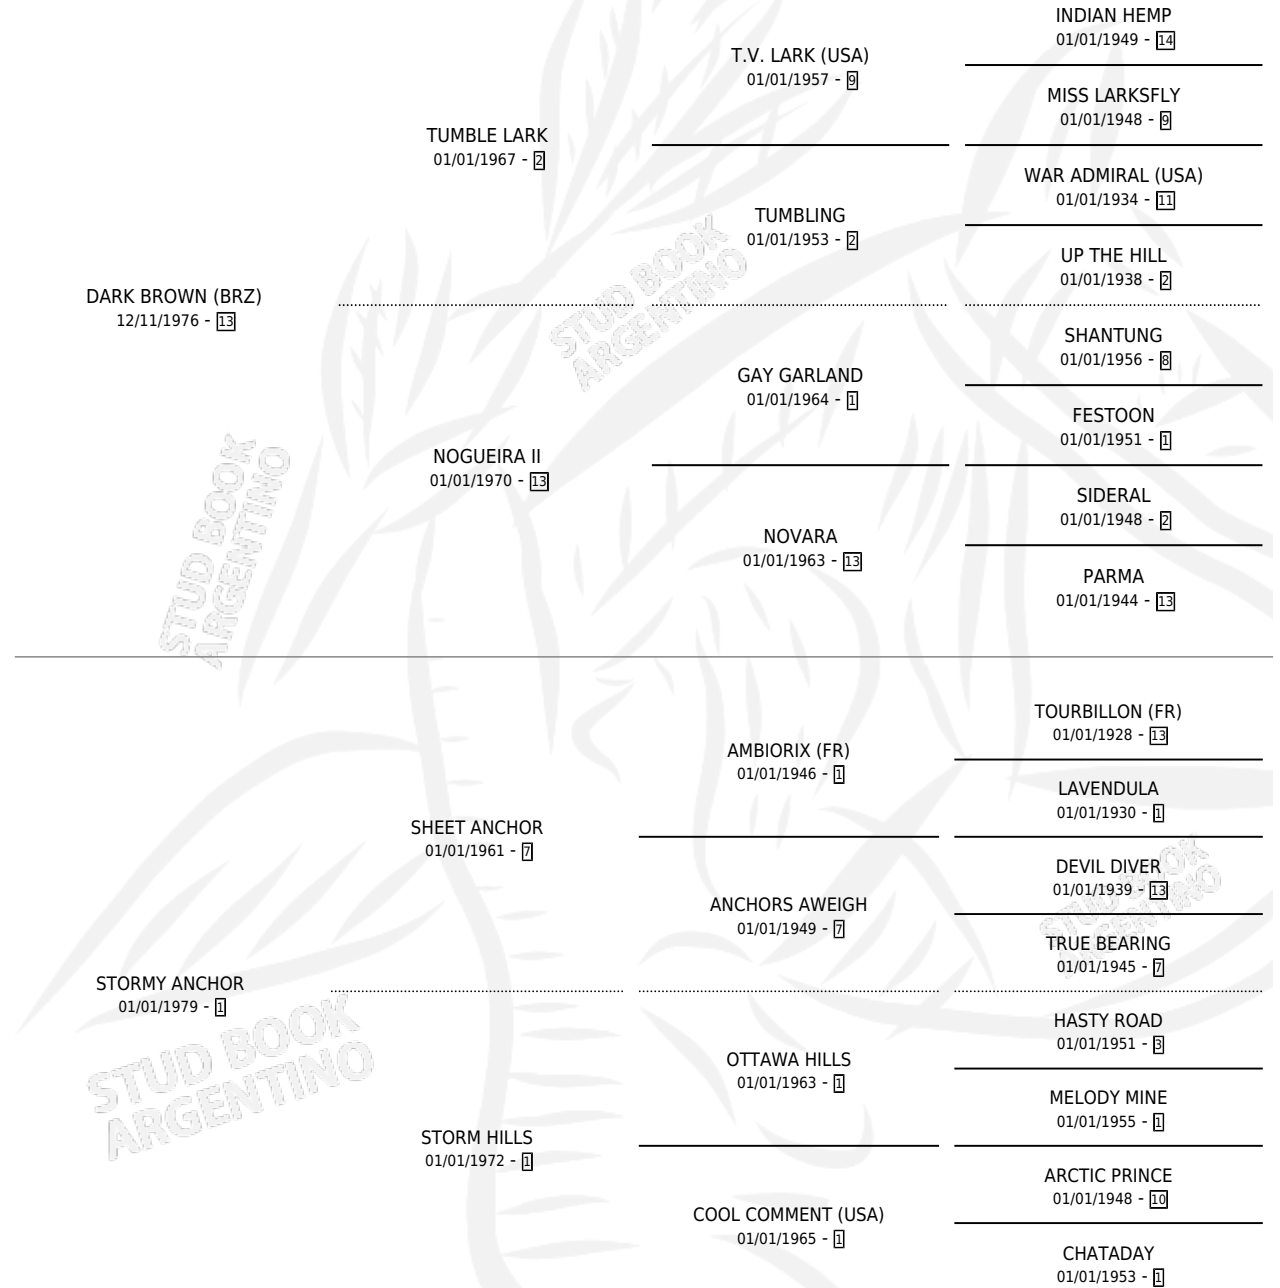 INDIAN HEMP
01/01/1949 - 14
T.V. LARK (USA)
01/01/1957 - 9
MISS LARKSFLY
01/01/1948 - 9
TUMBLE LARK
01/01/1967 - 2
WAR ADMIRAL (USA)
01/01/1934 - 11
TUMBLING
01/01/1953 - 2
UP THE HILL
01/01/1938 - 2
DARK BROWN (BRZ)
12/11/1976 - 13
SHANTUNG
01/01/1956 - 8
GAY GARLAND
01/01/1964 - 1
FESTOON
01/01/1951 - 1
NOGUEIRA II
01/01/1970 - 13
SIDERAL
01/01/1948 - 2
NOVARA
01/01/1963 - 13
PARMA
01/01/1944 - 13
STUD BOOK
ARGENTINO
STUD BOOK
ARGENTINO
TOURBILLON (FR)
01/01/1928 - 13
AMBIORIX (FR)
01/01/1946 - 1
LAVENDULA
01/01/1930 - 1
SHEET ANCHOR
01/01/1961 - 7
DEVIL DIVER
01/01/1939 - 13
ANCHORS AWEIGH
01/01/1949 - 7
TRUE BEARING
01/01/1945 - 7
STORMY ANCHOR
01/01/1979 - 1
HASTY ROAD
01/01/1951 - 3
OTTAWA HILLS
01/01/1963 - 1
MELODY MINE
01/01/1955 - 1
STORM HILLS
01/01/1972 - 1
ARCTIC PRINCE
01/01/1948 - 10
COOL COMMENT (USA)
01/01/1965 - 1
CHATADAY
01/01/1953 - 1
STUD BOOK
ARGENTINO
STUD BOOK
ARGENTINO